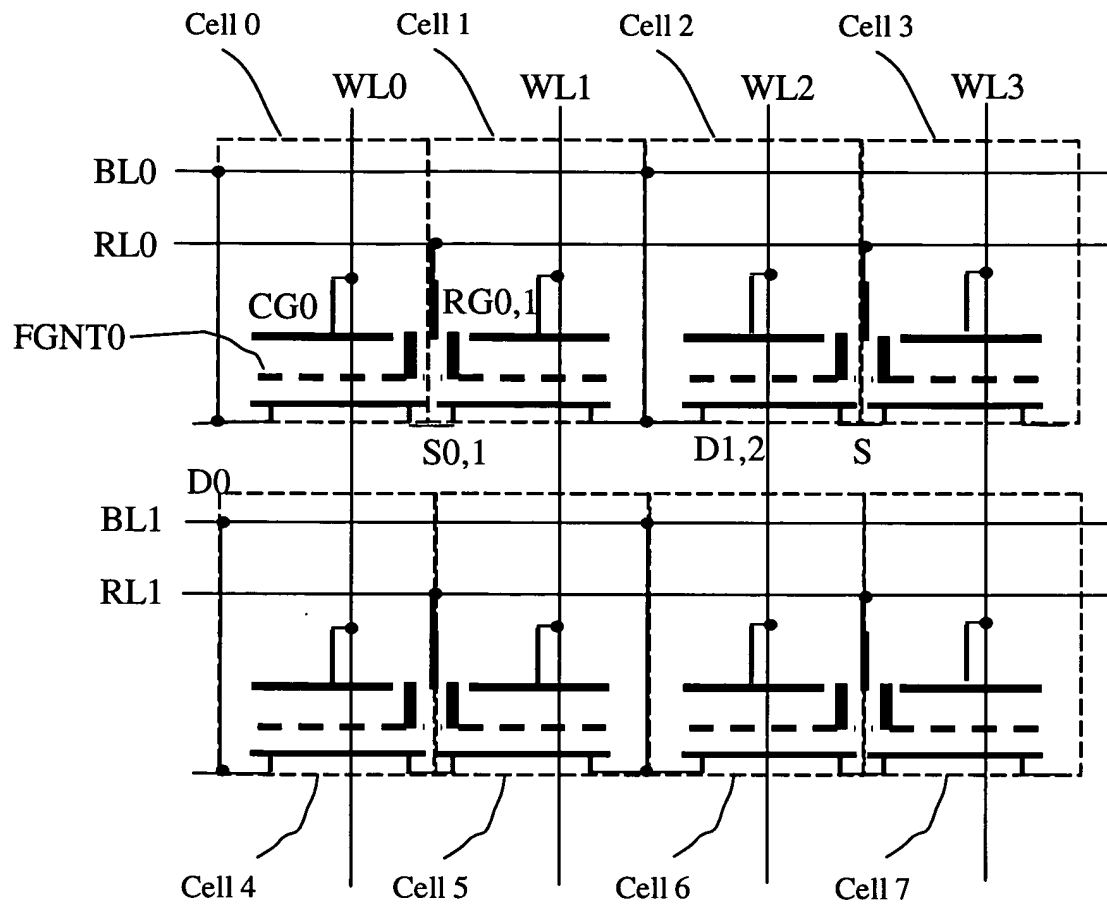 Cell 0
Cell 1
Cell 2
Cell 3
WL0
WL1
WL2
WL3
BL0
RL0
CG0
RG0,1
FGNT0
S0,1
D1,2
S
D0
BL1
RL1
Cell 4
Cell 5
Cell 6
Cell 7